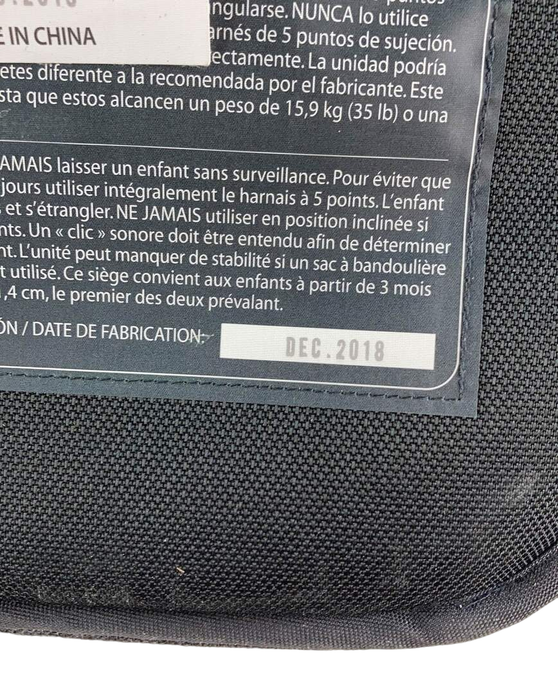 puntos
ngularse. NUNCA lo utilice
E IN CHINA
arnés de 5 puntos de sujeción.
ectamente. La unidad podría
etes diferente a la recomendada por el fabricante. Este
sta que estos alcancen un peso de 15,9 kg (35 lb) o una
JAMAIS laisser un enfant sans surveillance. Pour éviter que
jours utiliser intégralement le harnais à 5 points. L'enfant
et s'étrangler. NE JAMAIS utiliser en position inclinée si
nts. Un « clic » sonore doit être entendu afin de déterminer
nt. L'unité peut manquer de stabilité si un sac à bandoulière
t utilisé. Ce siège convient aux enfants à partir de 3 mois
,4 cm, le premier des deux prévalant.
ÓN / DATE DE FABRICATION:
DEC.2018